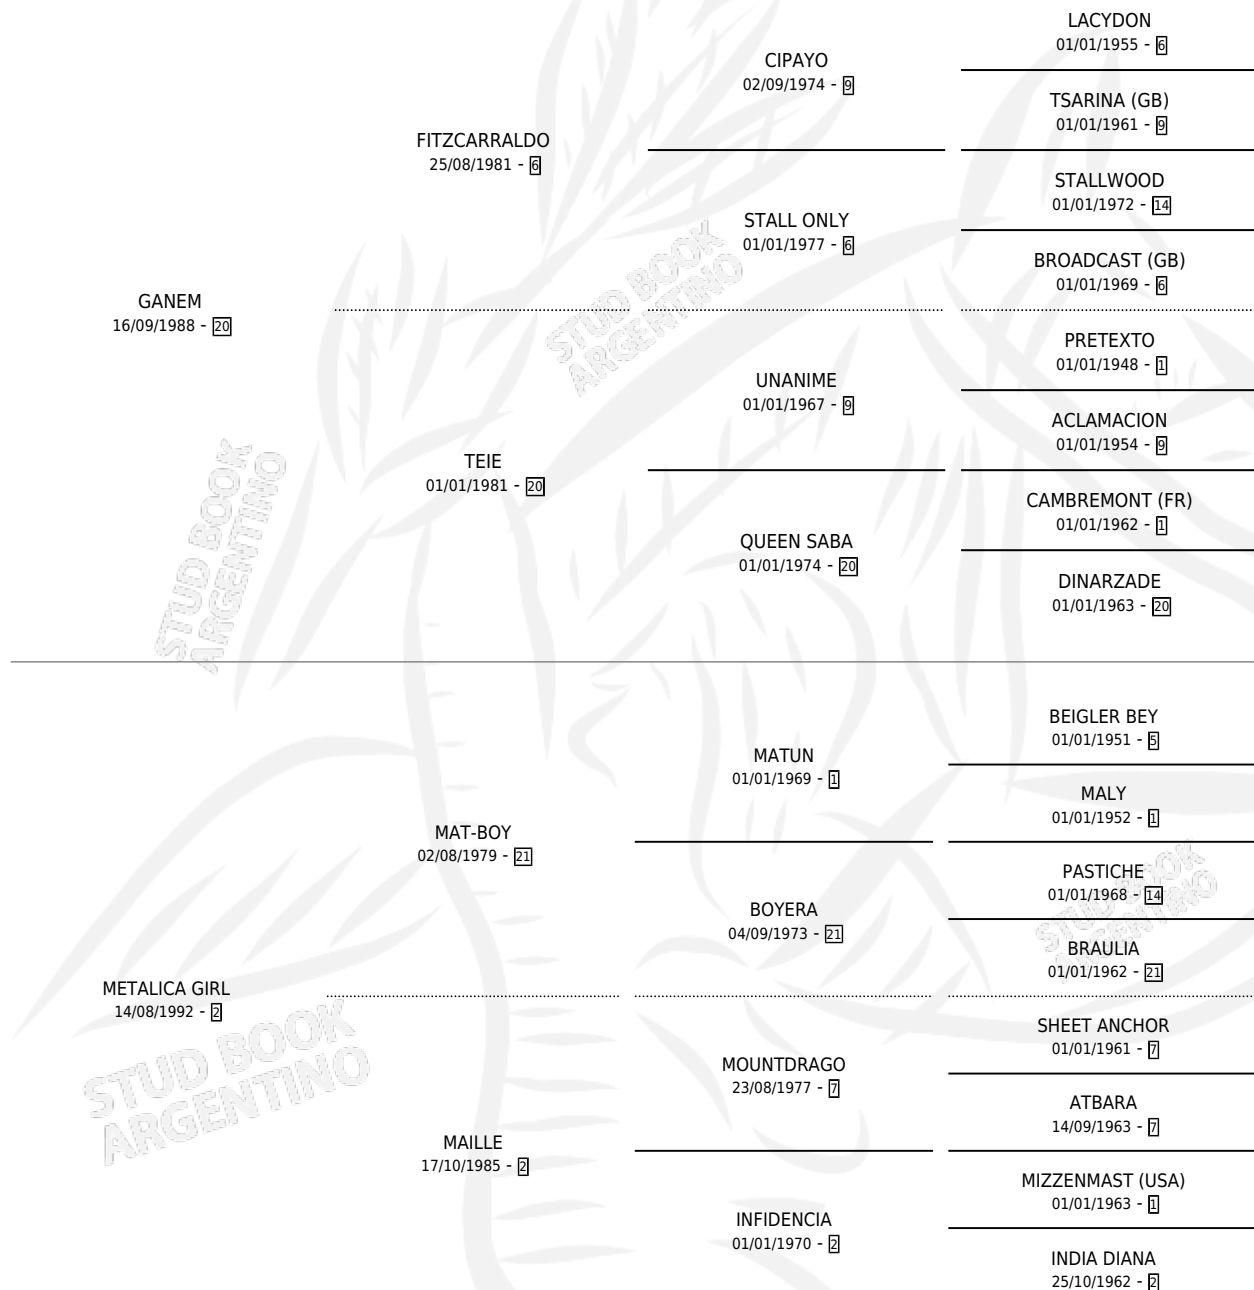 LACYDON
01/01/1955 - 6
CIPAYO
02/09/1974 - 9
TSARINA (GB)
01/01/1961 - 9
FITZCARRALDO
25/08/1981 - 6
STALLWOOD
01/01/1972 - 14
STALL ONLY
01/01/1977 - 6
BROADCAST (GB)
01/01/1969 - 6
GANEM
16/09/1988 - 20
STUD BOOK
ARGENTINO
PRETEXTO
01/01/1948 - 1
UNANIME
01/01/1967 - 9
ACLAMACION
01/01/1954 - 9
TEIE
01/01/1981 - 20
CAMBREMONT (FR)
01/01/1962 - 1
QUEEN SABA
01/01/1974 - 20
DINARZADE
01/01/1963 - 20
STUD BOOK
ARGENTINO
BEIGLER BEY
01/01/1951 - 5
MATUN
01/01/1969 - 1
MALY
01/01/1952 - 1
MAT-BOY
02/08/1979 - 21
PASTICHE
01/01/1968 - 14
BOYERA
04/09/1973 - 21
BRAULIA
01/01/1962 - 21
STUD BOOK
ARGENTINO
METALICA GIRL
14/08/1992 - 2
STUD BOOK
ARGENTINO
SHEET ANCHOR
01/01/1961 - 7
MOUNTDRAGO
23/08/1977 - 7
ATBARA
14/09/1963 - 7
MAILLE
17/10/1985 - 2
MIZZENMAST (USA)
01/01/1963 - 1
INFIDENCIA
01/01/1970 - 2
INDIA DIANA
25/10/1962 - 2